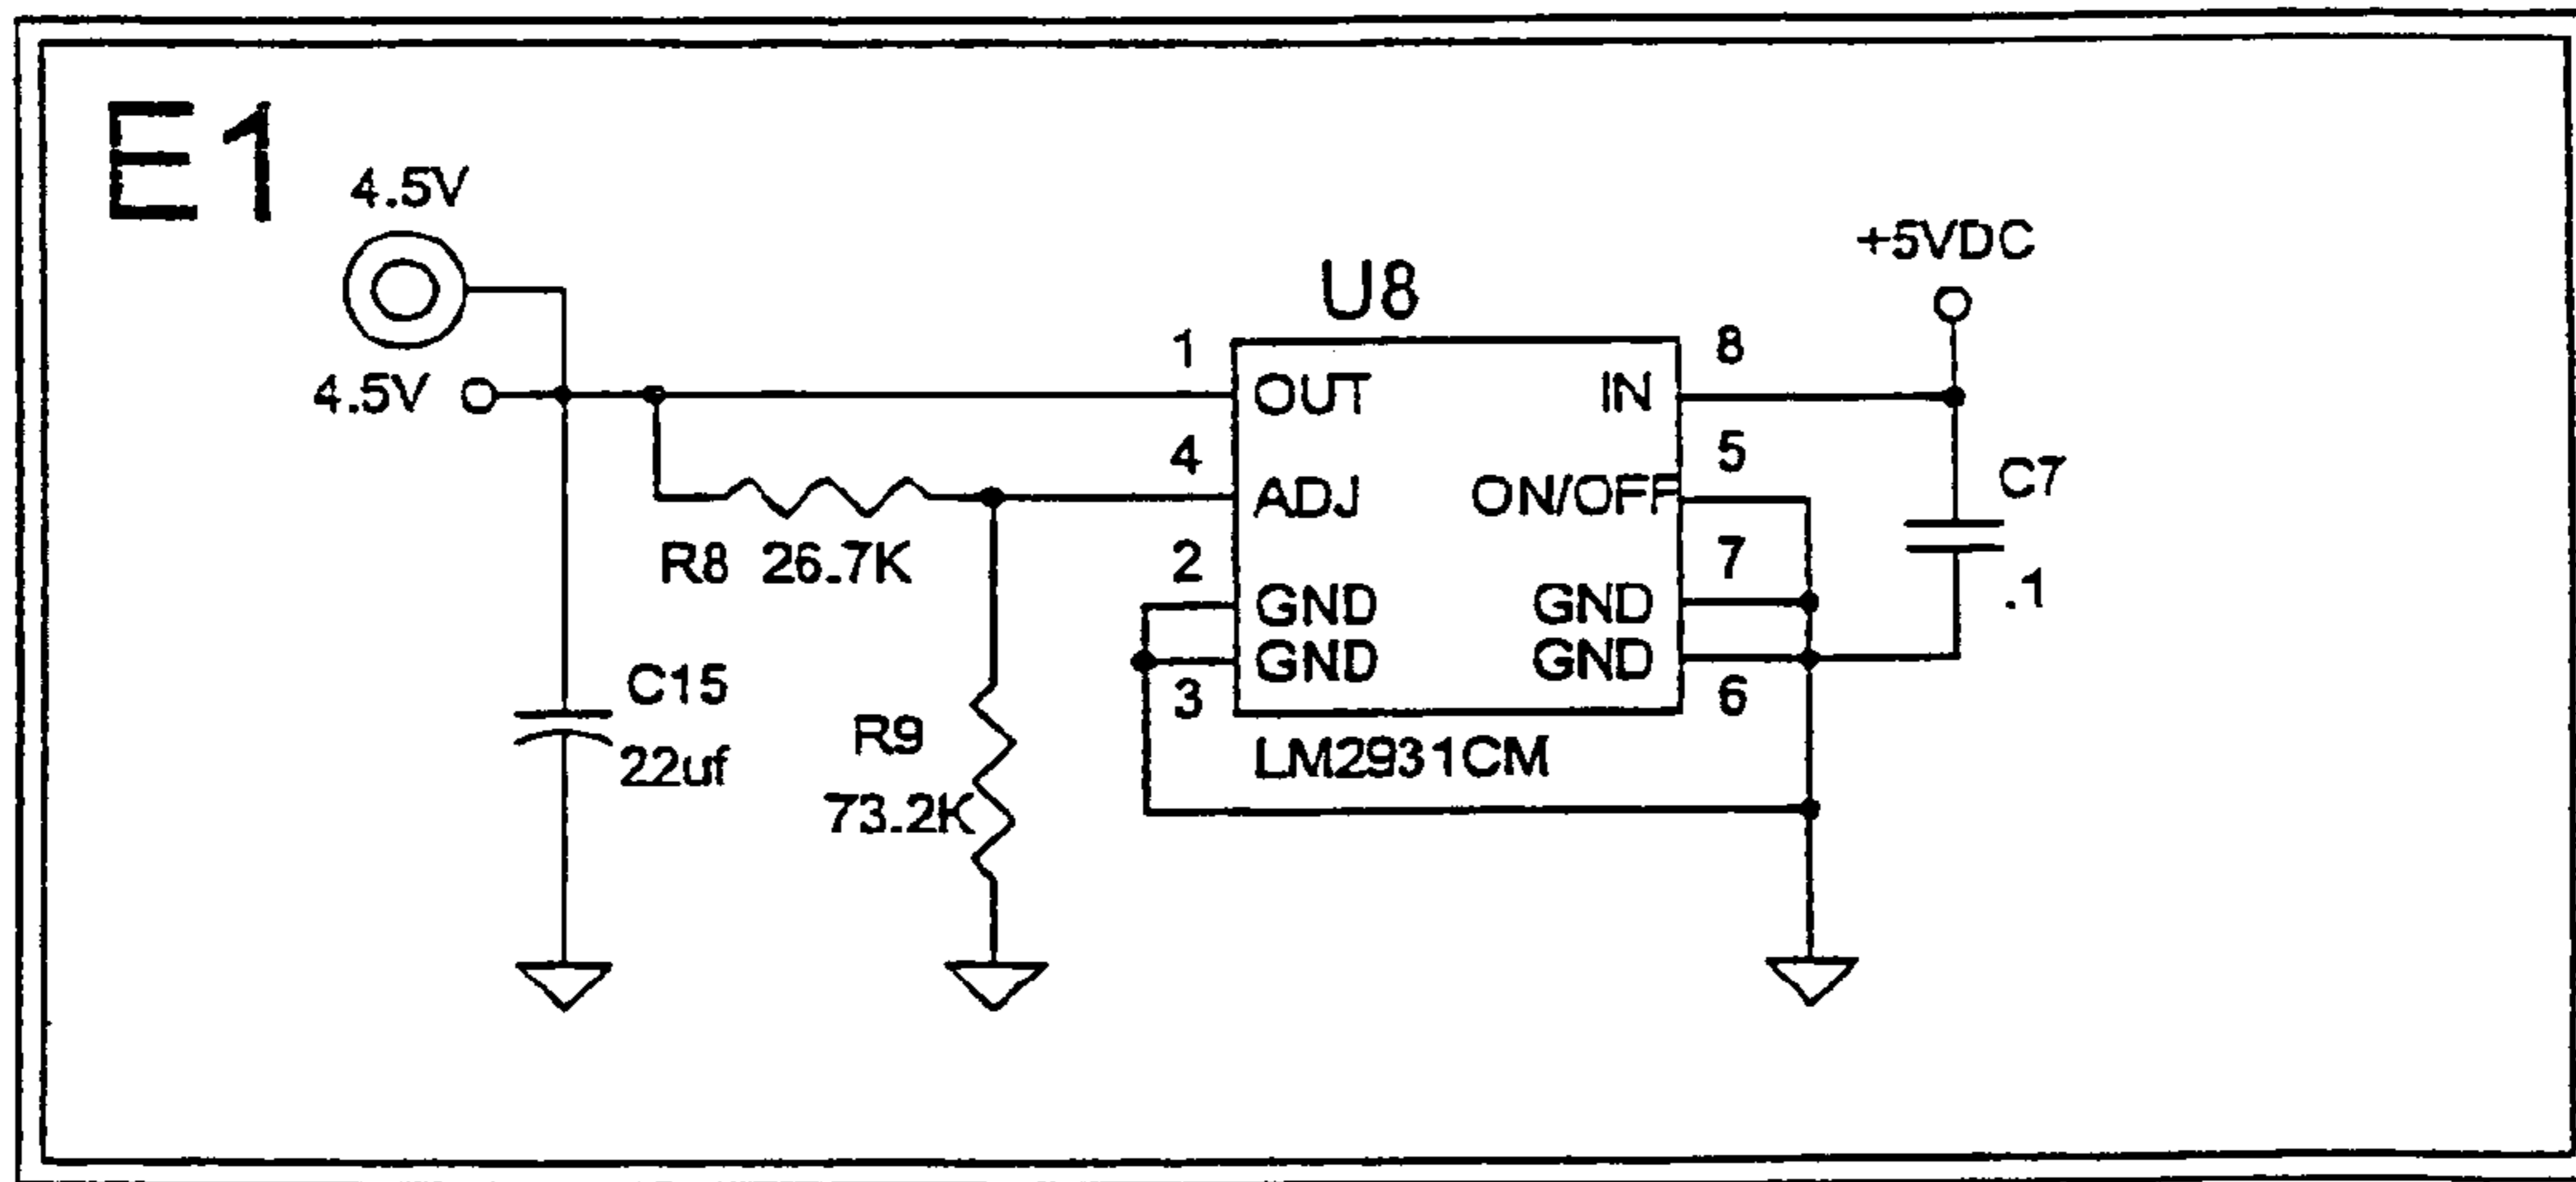 E1
4.5V
4.5V
U8
+5VDC
1
8
OUT
IN
4
5
ADJ
ON/OFF
C7
R8 26.7K
2
7
.1
GND
GND
GND
GND
3
6
C15
22uf
R9
73.2K
LM2931CM